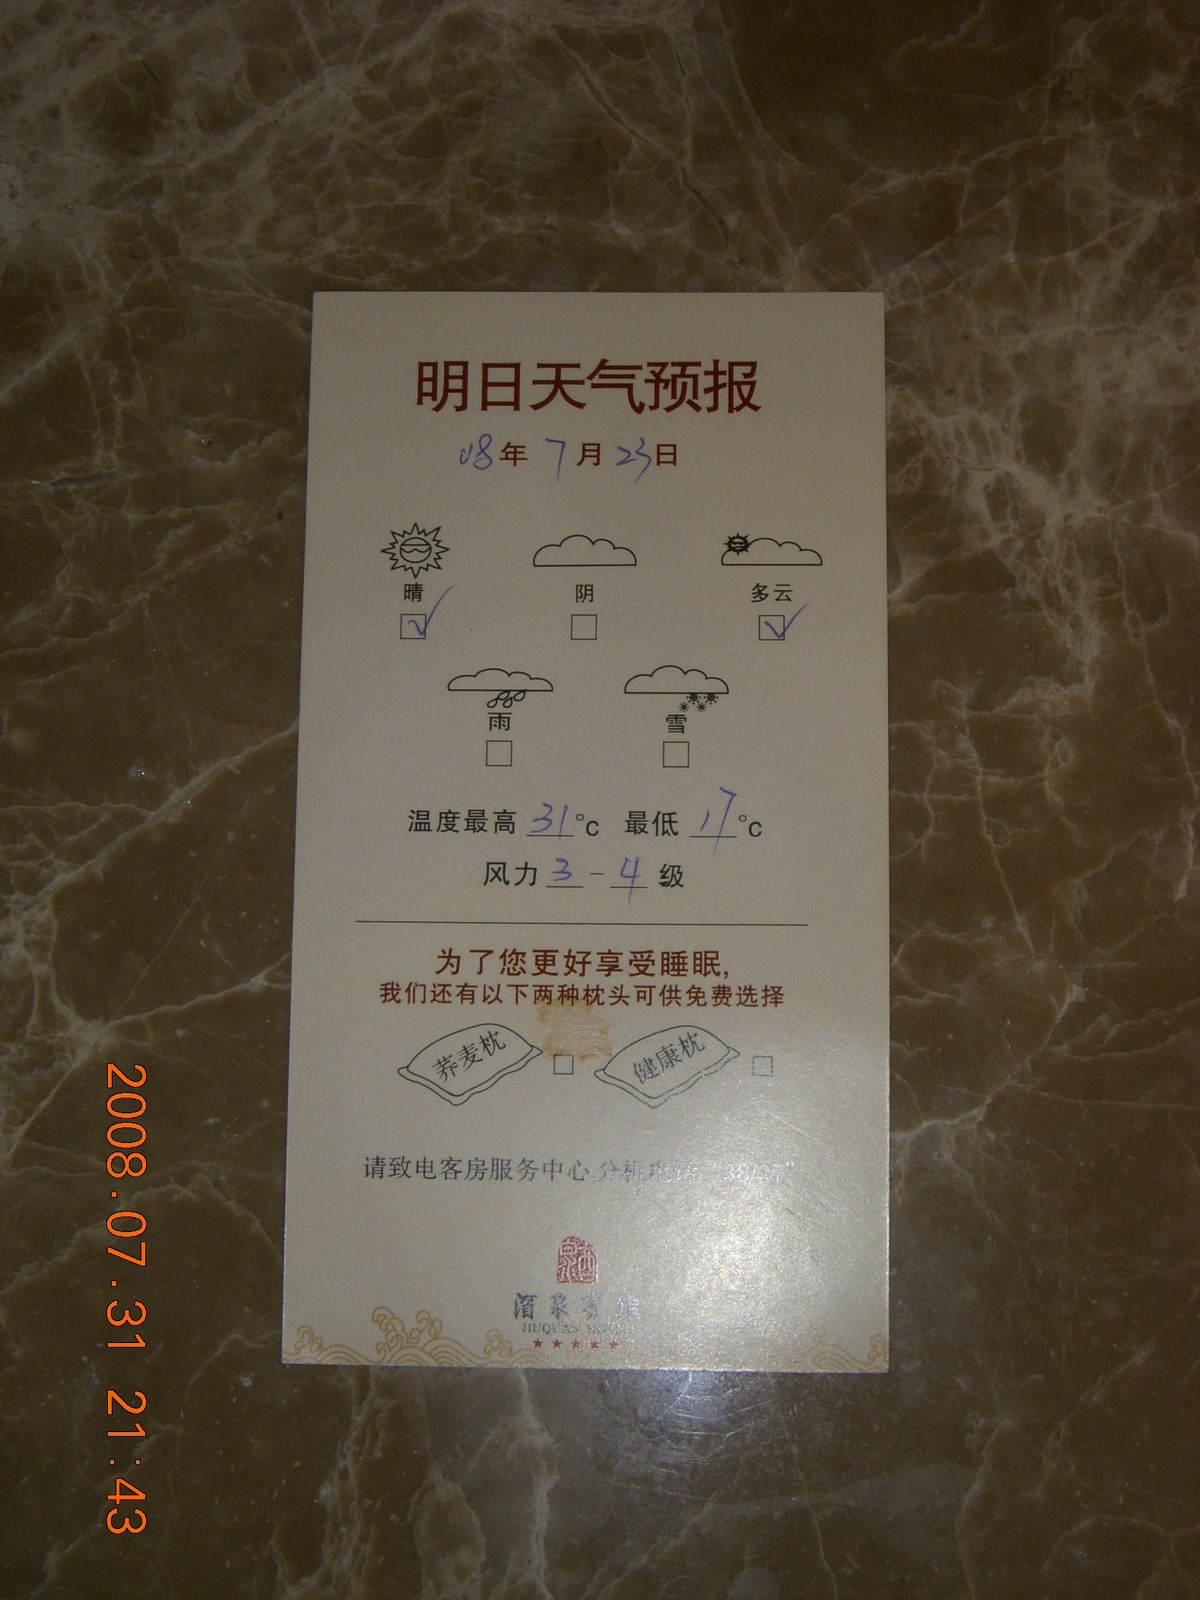 明日天气预报
08年 7月 23日
晴 阴 多云
雨 雪
温度最高 31 °C 最低 17 °C
风力 3 - 4 级
为了您更好享受睡眠,
我们还有以下两种枕头可供免费选择
荞麦枕 健康枕
请致电客房服务中心
酒泉宾馆
JIUQUAN HOTEL
2008.07.31 21:43